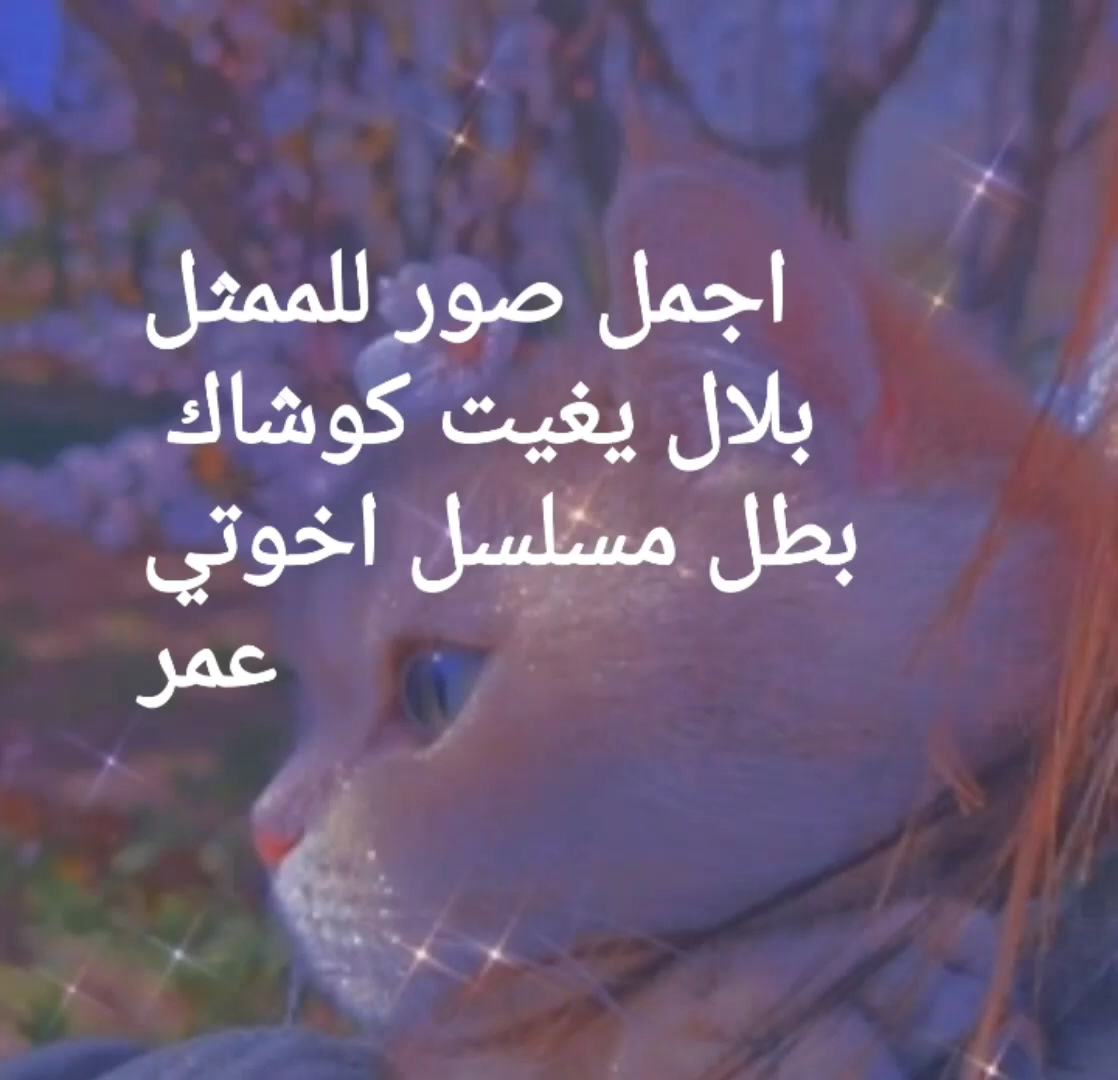 اجمل صور للممثل
بلال يغيت كوشاك
بطل مسلسل اخوتي
عمر